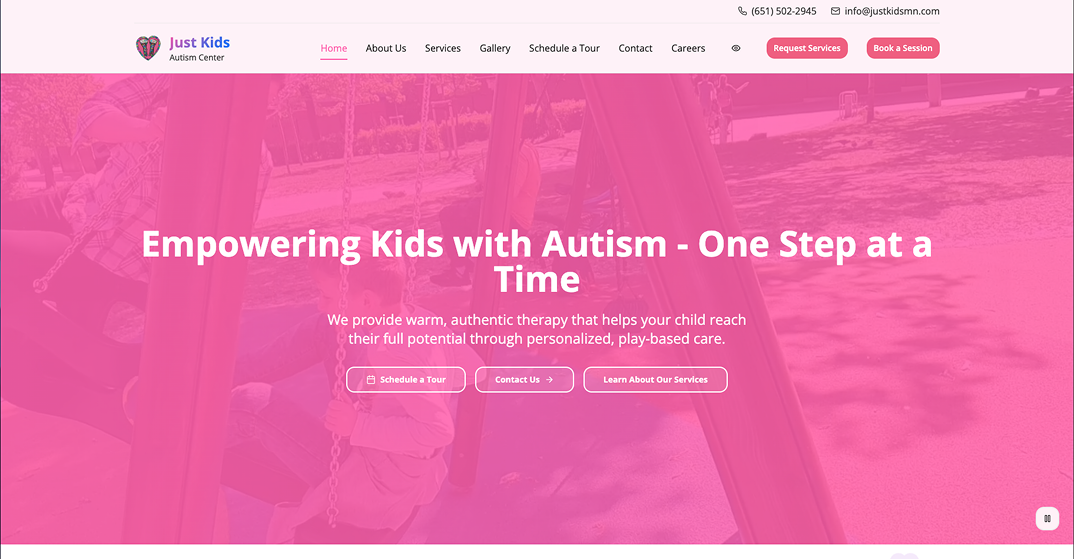 (651) 502-2945 info@justkidsmn.com
Just Kids
Autism Center
Home About Us Services Gallery Schedule a Tour Contact Careers Request Services Book a Session
Empowering Kids with Autism - One Step at a
Time
We provide warm, authentic therapy that helps your child reach
their full potential through personalized, play-based care.
Schedule a Tour Contact Us Learn About Our Services